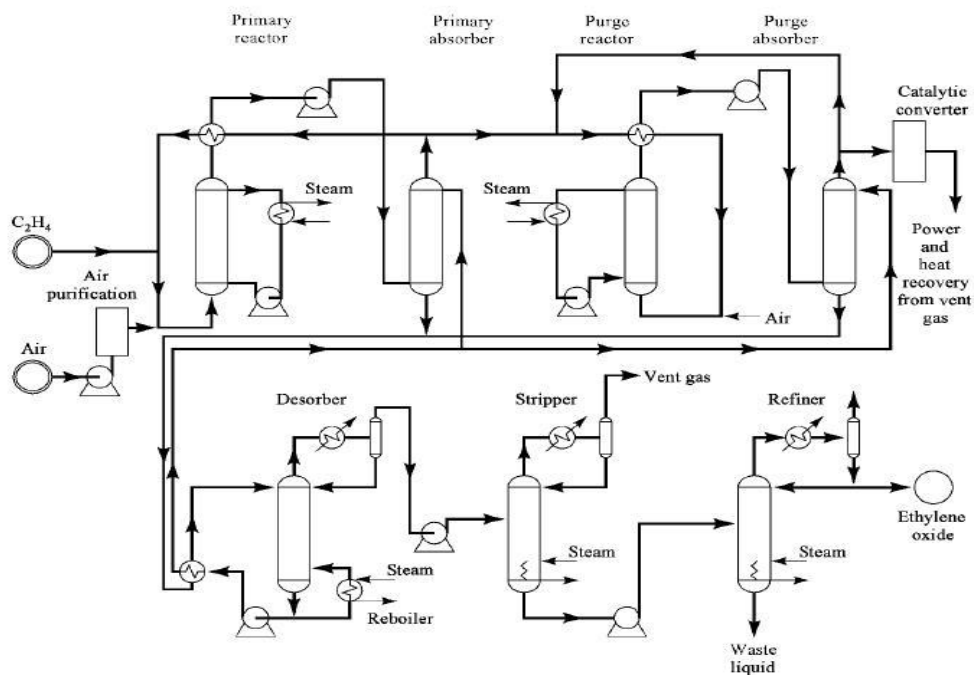 Primary
reactor
Primary
absorber
Purge
reactor
Purge
absorber
Catalytic
converter
Steam
Steam
C₂H₄
Air
purification
Power
and
heat
recovery
from vent
gas
Air
Air
Desorber
Stripper
Vent gas
Refiner
Ethylene
oxide
Steam
Steam
Steam
Reboiler
Waste
liquid